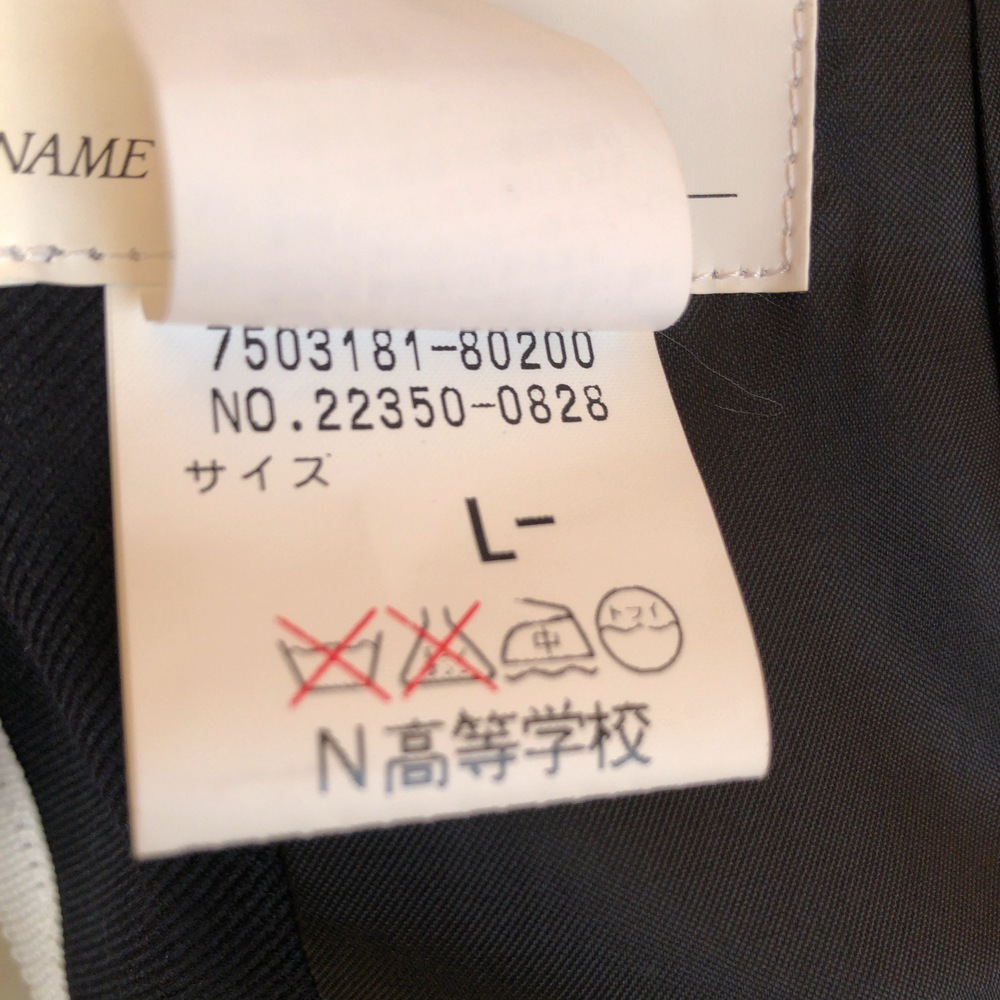 NAME
7503181-80200
NO.22350-0828
サイズ
L-
中
ドライ
N高等学校